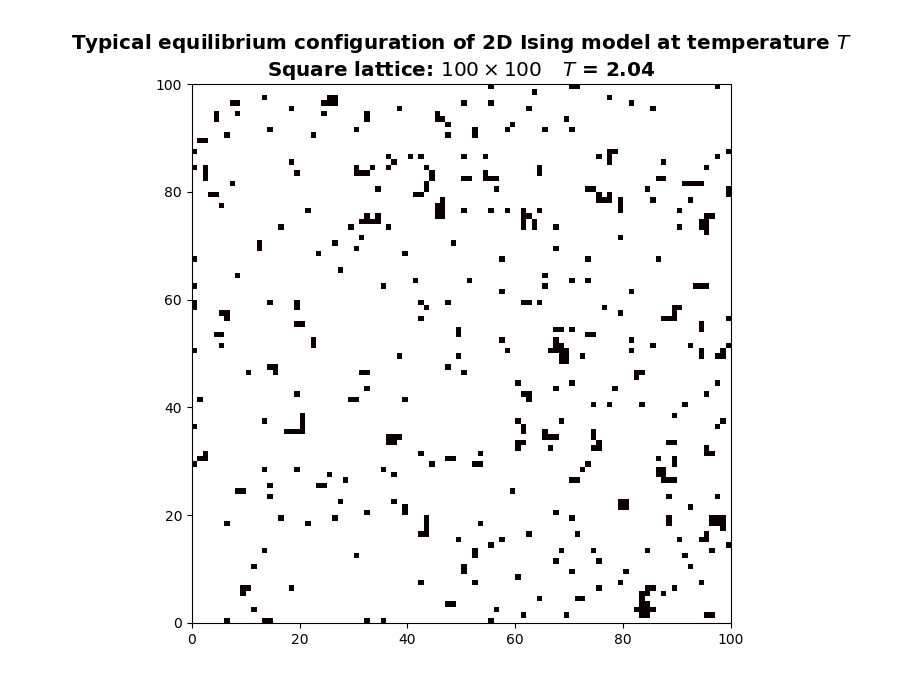 Typical equilibrium configuration of 2D Ising model at temperature T
Square lattice: 100 × 100 T = 2.04
100
80
60
40
20
0
0 20 40 60 80 100